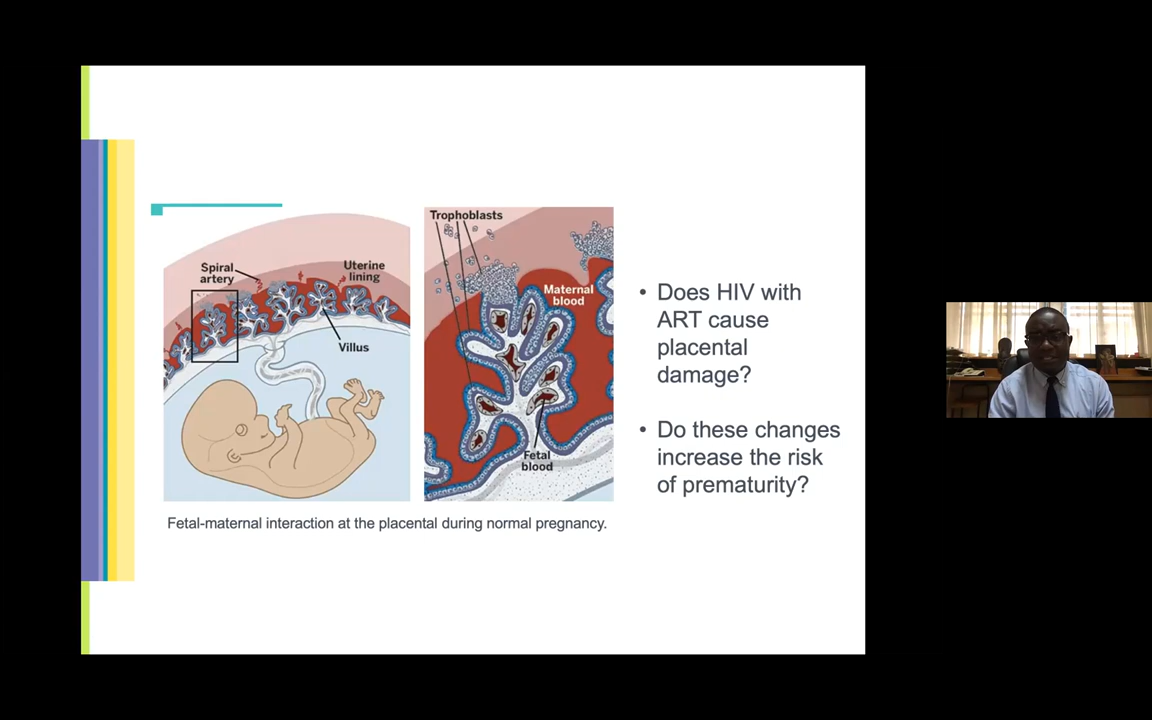 Spiral
artery
Uterine
lining
Villus
Trophoblasts
Maternal
blood
Fetal
blood
Fetal-maternal interaction at the placental during normal pregnancy.
• Does HIV with
ART cause
placental
damage?
• Do these changes
increase the risk
of prematurity?